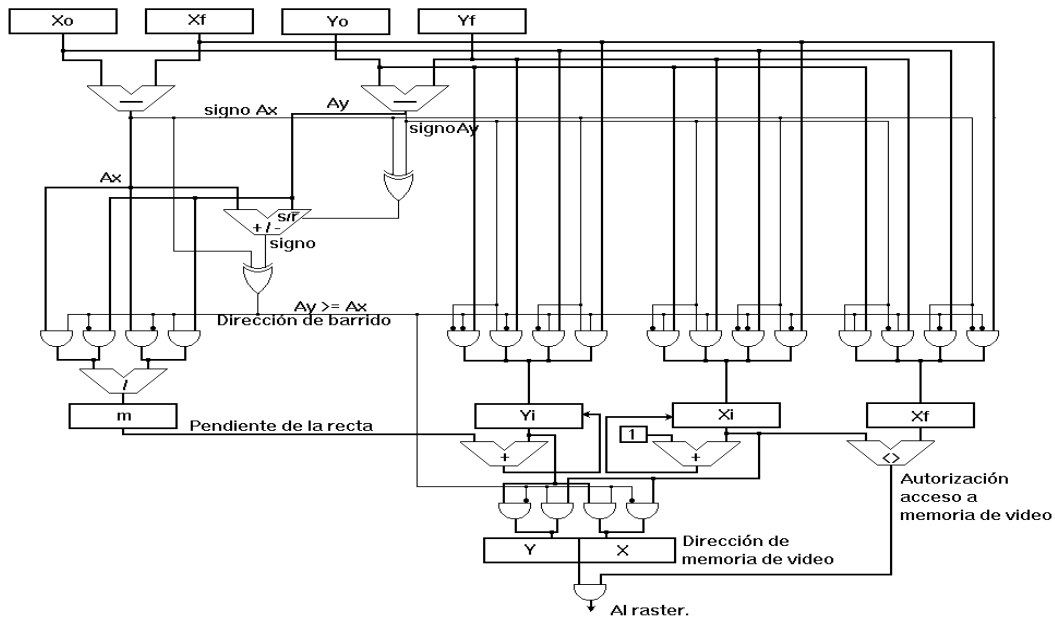 Xo
Xf
Yo
Yf
—
—
signo Ax
Ay
signoAy
Ax
s/r̅
+/-
signo
Ay >= Ax
Dirección de barrido
/
m
Yi
Xi
Xf
Pendiente de la recta
1
+
+
<>
Autorización
acceso a
memoria de video
Y
X
Dirección de
memoria de video
Al raster.